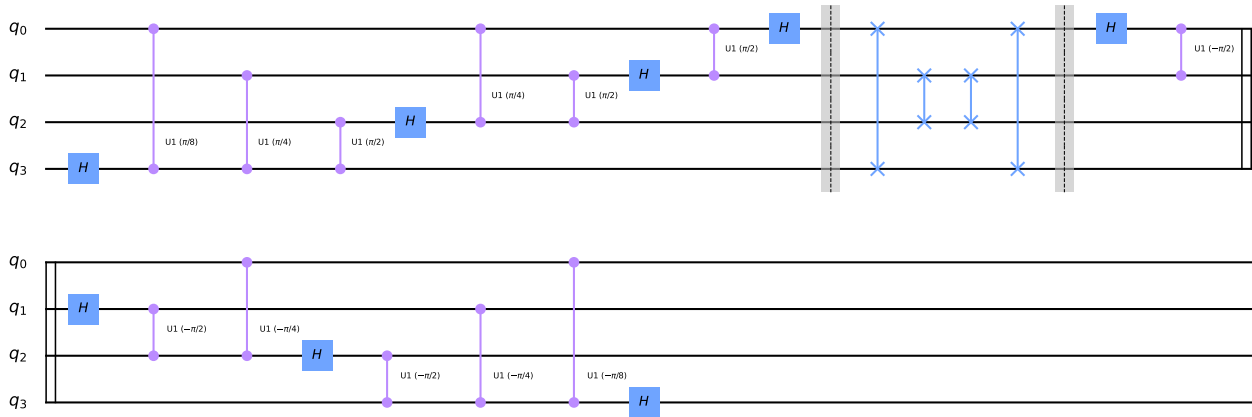 q0 H H
U1 (π/2) U1 (−π/2)
q1 H
U1 (π/4) U1 (π/2)
q2 H
U1 (π/8) U1 (π/4) U1 (π/2)
q3 H
q0
q1 H
U1 (−π/2) U1 (−π/4)
q2 H
U1 (−π/2) U1 (−π/4) U1 (−π/8)
q3 H